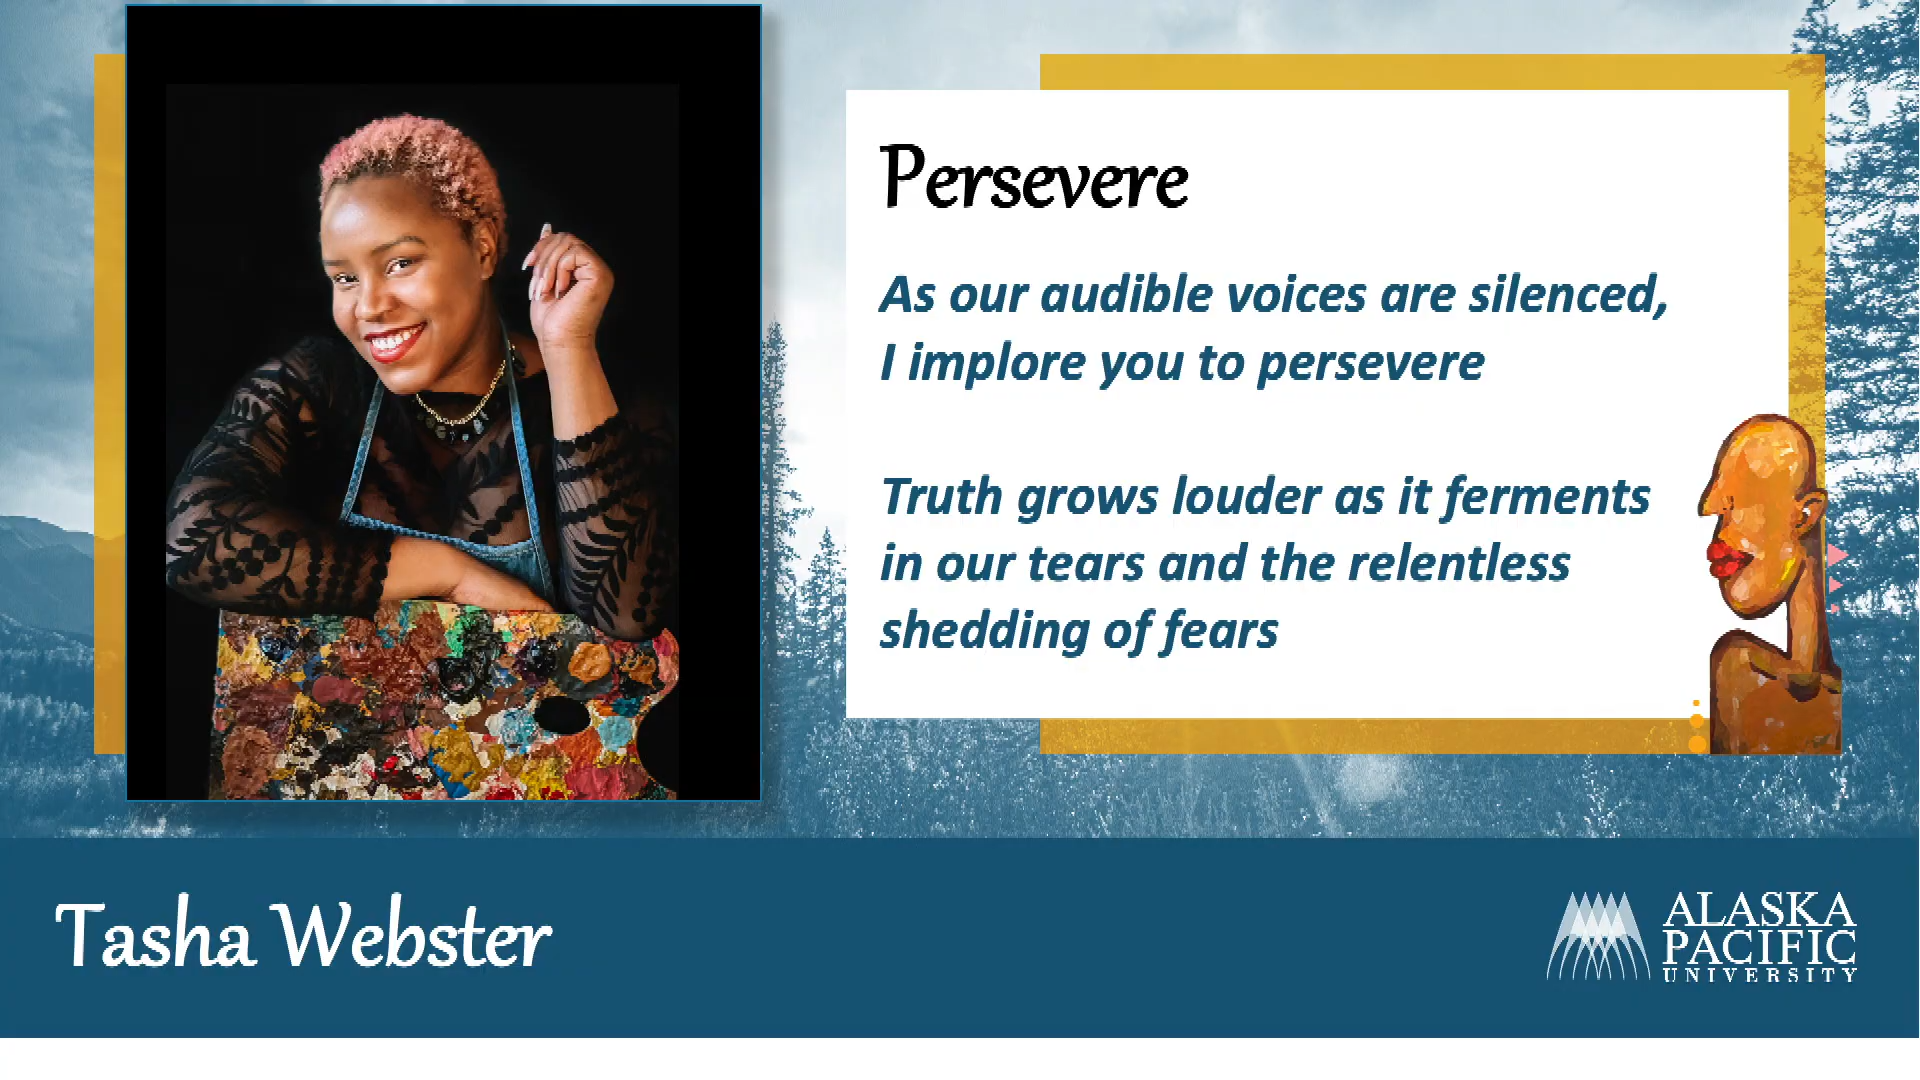 Persevere
As our audible voices are silenced,
I implore you to persevere
Truth grows louder as it ferments
in our tears and the relentless
shedding of fears
Tasha Webster
ALASKA
PACIFIC
UNIVERSITY